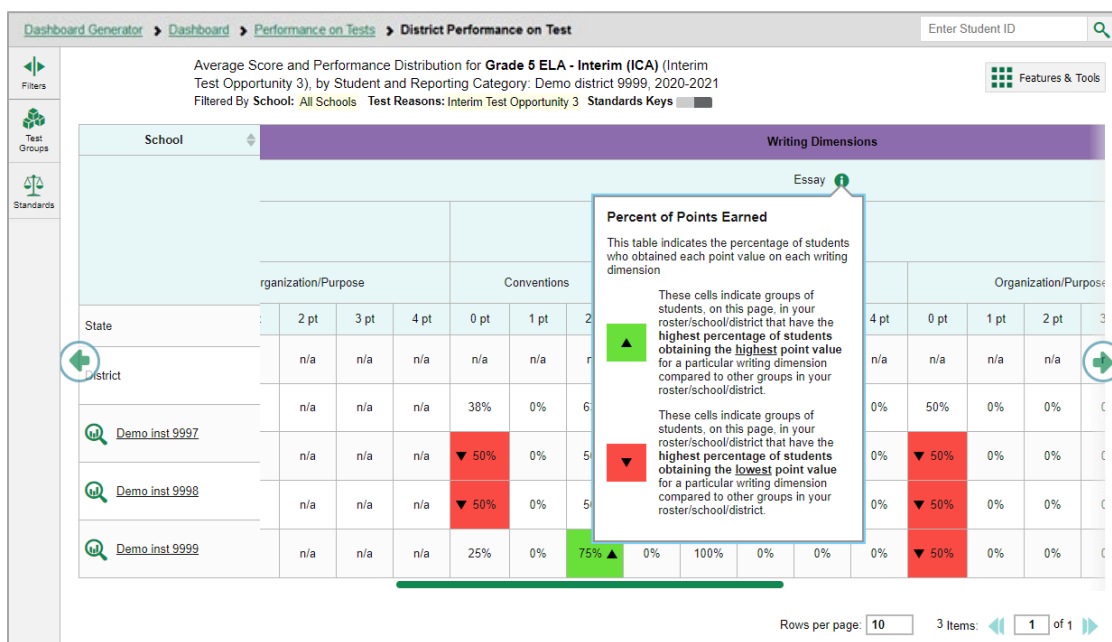 Dashboard Generator > Dashboard > Performance on Tests > District Performance on Test
Enter Student ID
Filters
Test
Groups
Standards
Average Score and Performance Distribution for Grade 5 ELA - Interim (ICA) (Interim
Test Opportunity 3), by Student and Reporting Category: Demo district 9999, 2020-2021
Filtered By School: All Schools Test Reasons: Interim Test Opportunity 3 Standards Keys
Features & Tools
School
Writing Dimensions
Essay
rganization/Purpose Conventions Organization/Purpose
2 pt 3 pt 4 pt 0 pt 1 pt 2 4 pt 0 pt 1 pt 2 pt 3
State n/a n/a n/a n/a n/a n/a n/a n/a n/a
District n/a n/a n/a 38% 0% 0% 50% 0% 0%
Demo inst 9997 n/a n/a n/a ▼ 50% 0% 0% ▼ 50% 0% 0%
Demo inst 9998 n/a n/a n/a ▼ 50% 0% 0% ▼ 50% 0% 0%
Demo inst 9999 n/a n/a n/a 25% 0% 75% ▲ 0% 100% 0% 0% 0% ▼ 50% 0% 0%
Percent of Points Earned
This table indicates the percentage of students
who obtained each point value on each writing
dimension
These cells indicate groups of
students, on this page, in your
roster/school/district that have the
highest percentage of students
obtaining the highest point value
for a particular writing dimension
compared to other groups in your
roster/school/district.
These cells indicate groups of
students, on this page, in your
roster/school/district that have the
highest percentage of students
obtaining the lowest point value
for a particular writing dimension
compared to other groups in your
roster/school/district.
Rows per page: 10 3 Items: 1 of 1